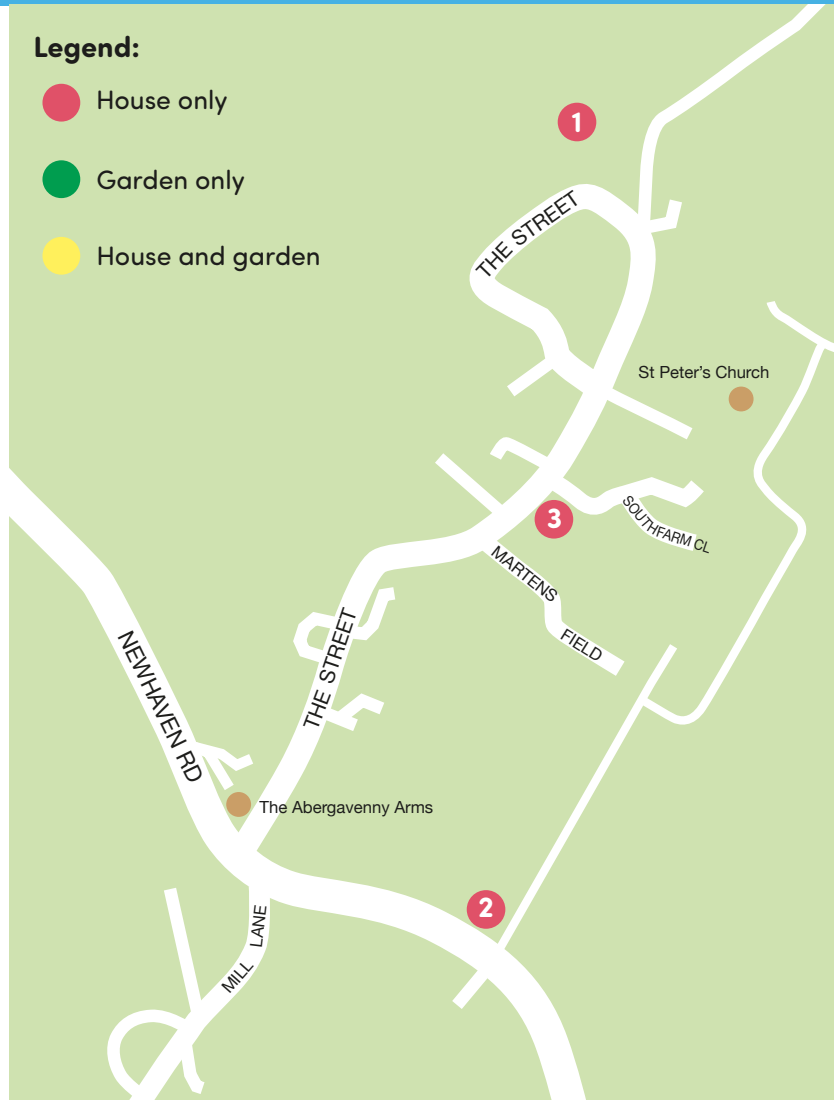 Legend:
House only
Garden only
House and garden
1
THE STREET
St Peter's Church
3
SOUTHFARM CL
MARTENS
FIELD
THE STREET
NEWHAVEN RD
The Abergavenny Arms
2
MILL LANE